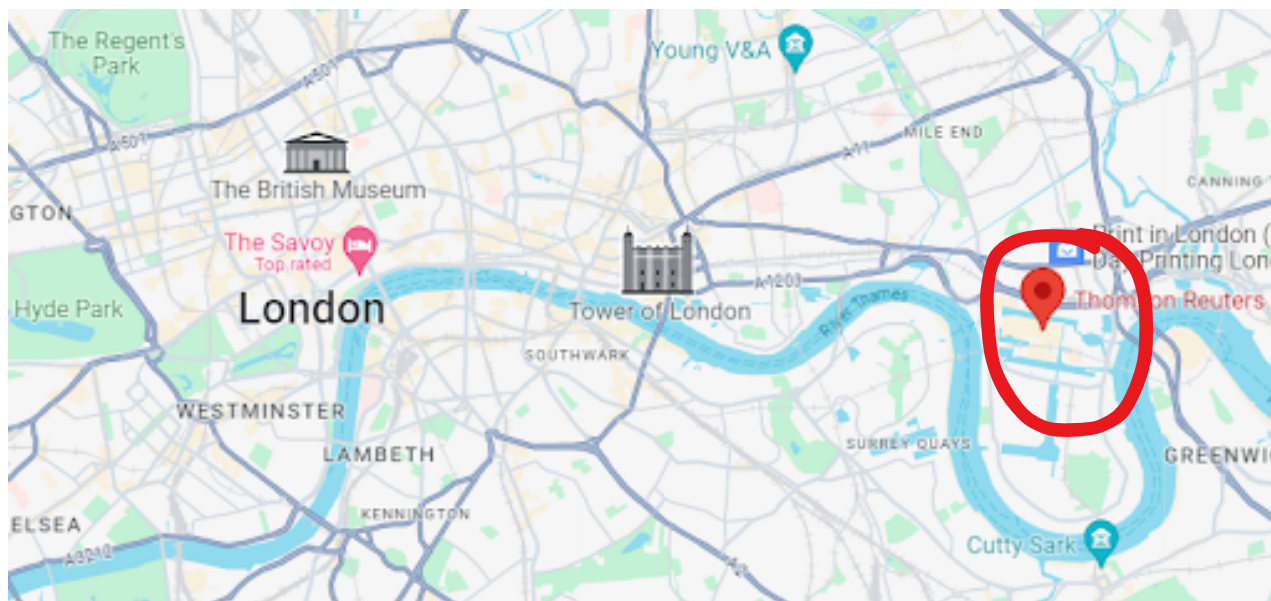 The Regent's
Park
Young V&A
A501
A501
MILE END
A11
The British Museum
CANNING
GTON
The Savoy
Top rated
Print in London (
Day Printing Lon
A1203
Thomson Reuters
Hyde Park
London
Tower of London
River Thames
SOUTHWARK
WESTMINSTER
LAMBETH
SURREY QUAYS
GREENWI
KENNINGTON
ELSEA
A3212
A2
Cutty Sark